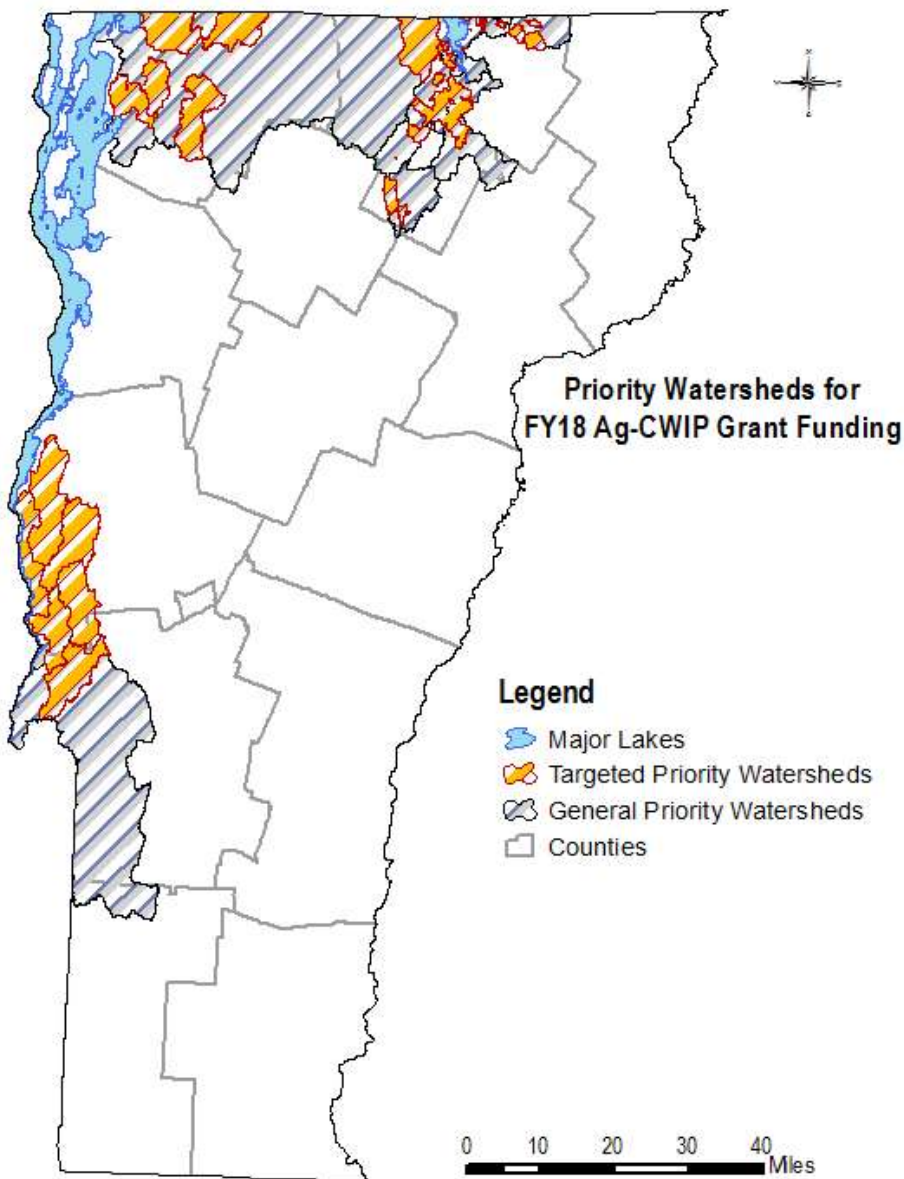 Priority Watersheds for
FY18 Ag-CWIP Grant Funding
Legend
Major Lakes
Targeted Priority Watersheds
General Priority Watersheds
Counties
0 10 20 30 40
Miles